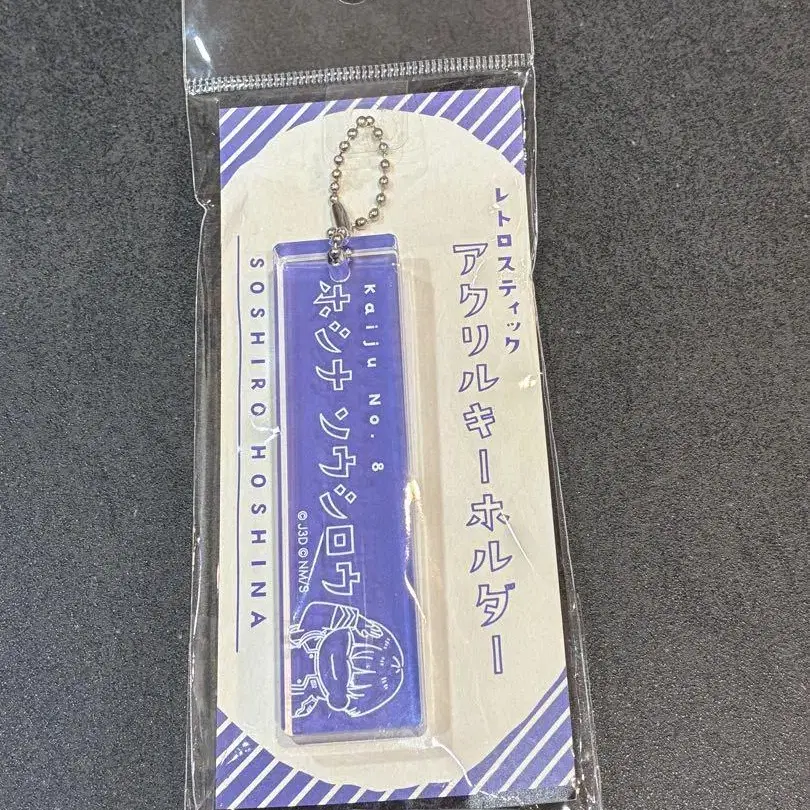 レトロスティック
アクリルキーホルダー
kaiju No. 8
ホシナ ソウシロウ
©J3D ©NM/S
SOSHIRO HOSHINA